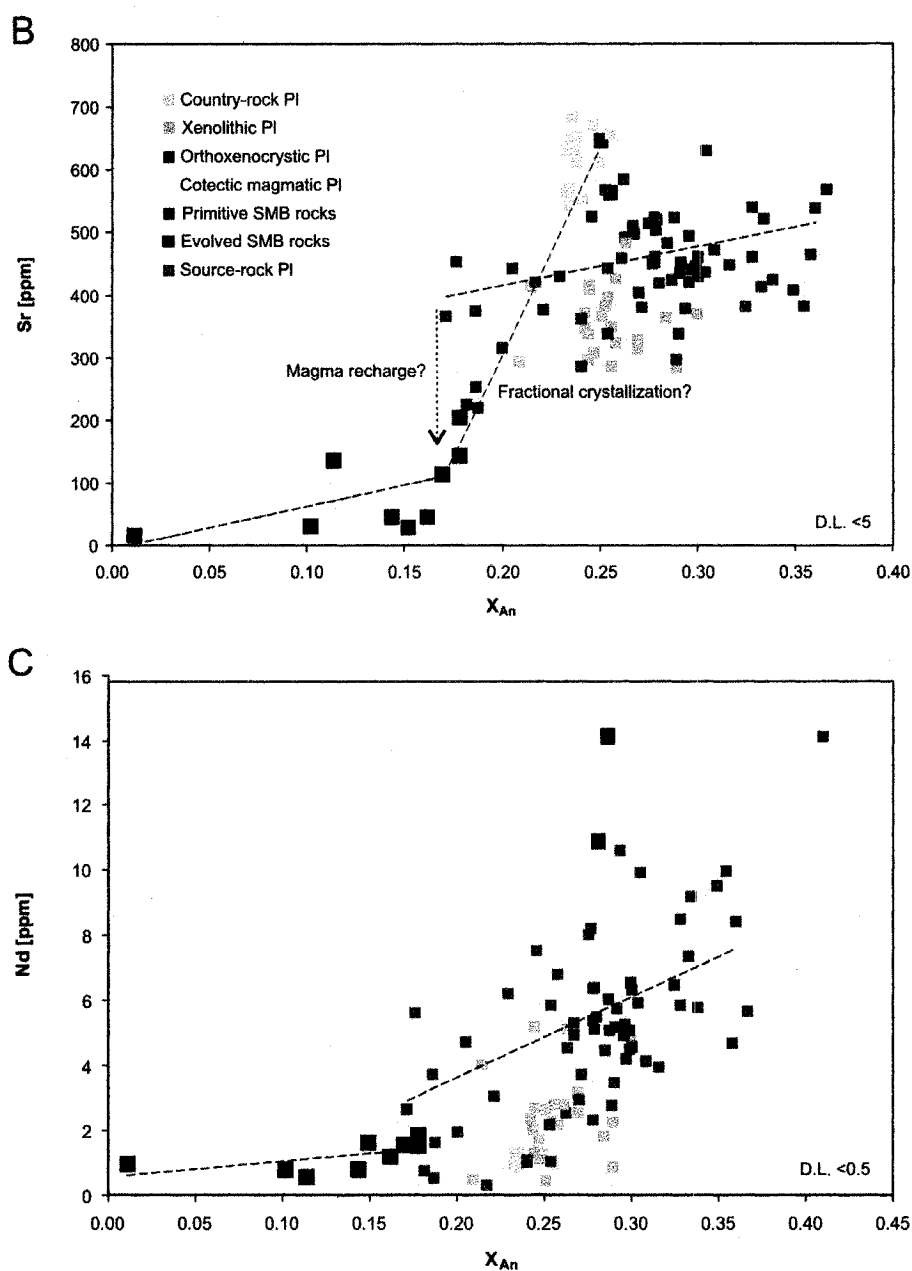 B
800
700
600
500
400
300
200
100
0
Sr [ppm]
Country-rock Pl
Xenolithic Pl
Orthoxenocrystic Pl
Cotectic magmatic Pl
Primitive SMB rocks
Evolved SMB rocks
Source-rock Pl
Magma recharge?
Fractional crystallization?
D.L. <5
0.00 0.05 0.10 0.15 0.20 0.25 0.30 0.35 0.40
XAn
C
16
14
12
10
8
6
4
2
0
Nd [ppm]
D.L. <0.5
0.00 0.05 0.10 0.15 0.20 0.25 0.30 0.35 0.40 0.45
XAn